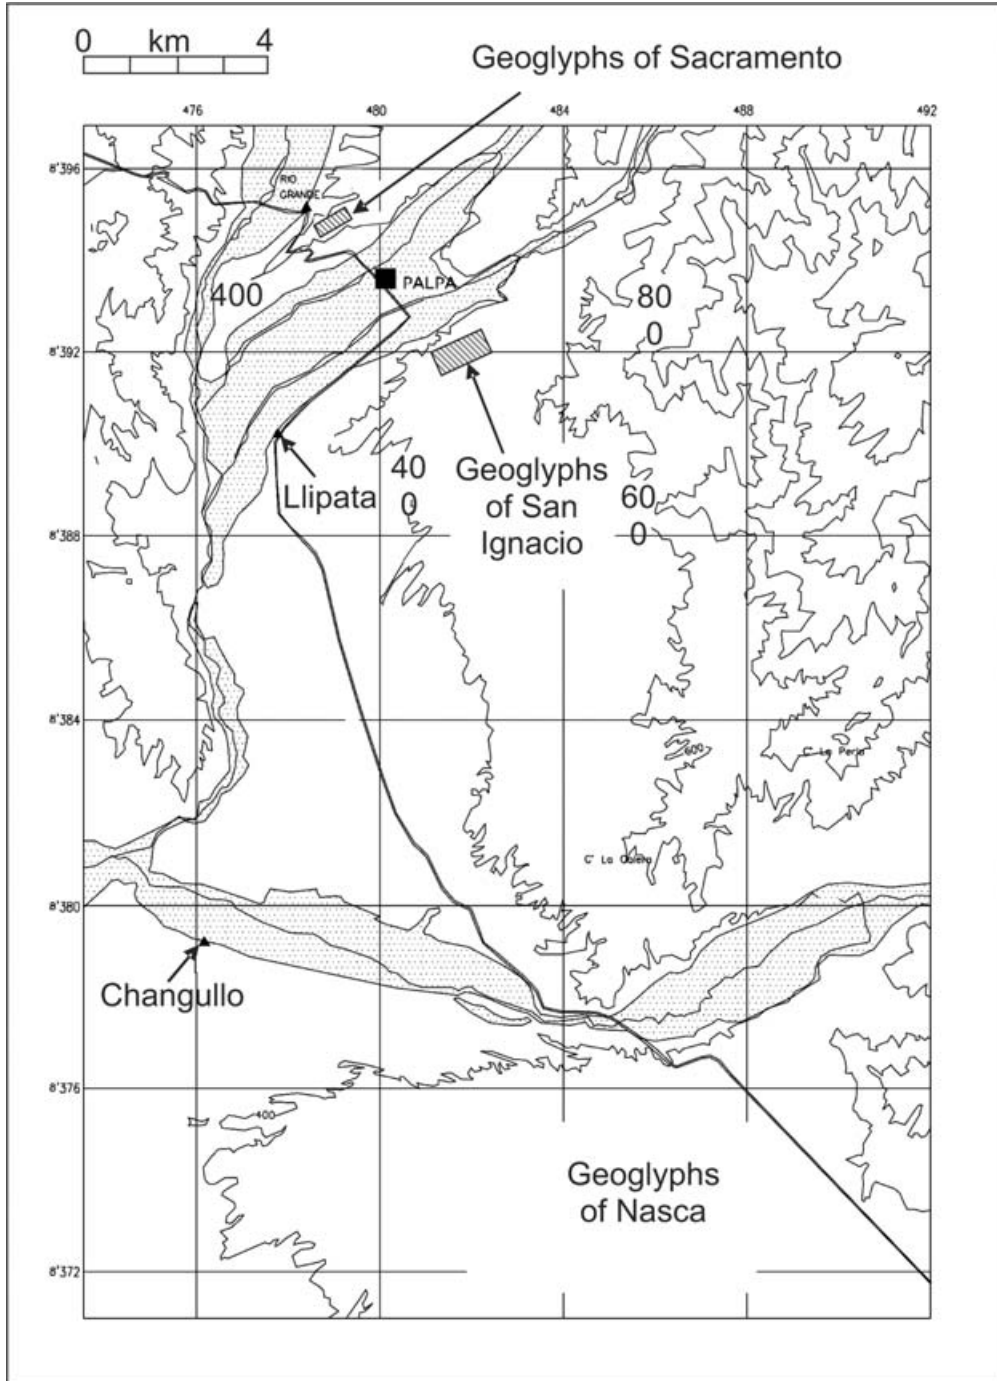 0 km 4
Geoglyphs of Sacramento
476 480 484 488 492
8'396
RIO
GRANDE
PALPA
400
80
0
8'392
40
0
Geoglyphs
of San
Ignacio
60
0
Llipata
8'388
8'384
600
C° La Perla
C° La Calera
8'380
Changullo
8'376
400
Geoglyphs
of Nasca
8'372